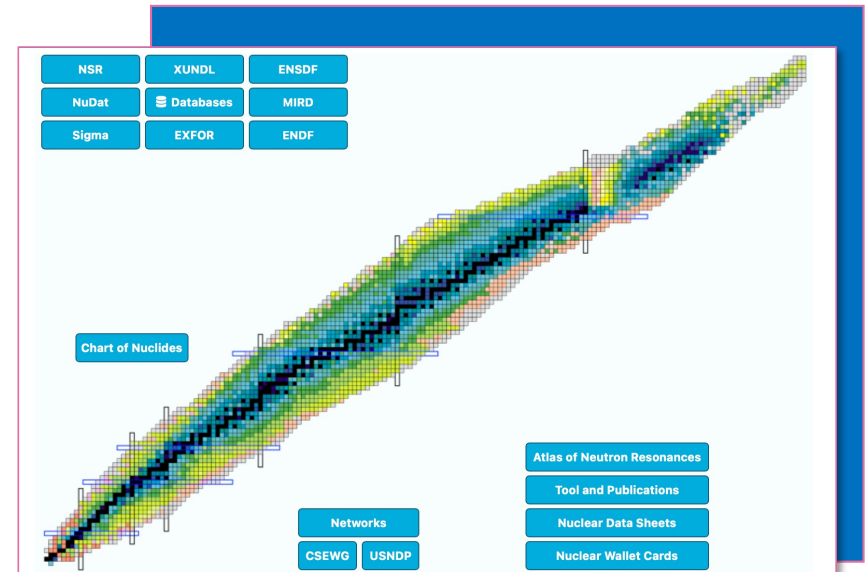 NSR XUNDL ENSDF
NuDat Databases MIRD
Sigma EXFOR ENDF
Chart of Nuclides
Atlas of Neutron Resonances
Tool and Publications
Networks Nuclear Data Sheets
CSEWG USNDP Nuclear Wallet Cards